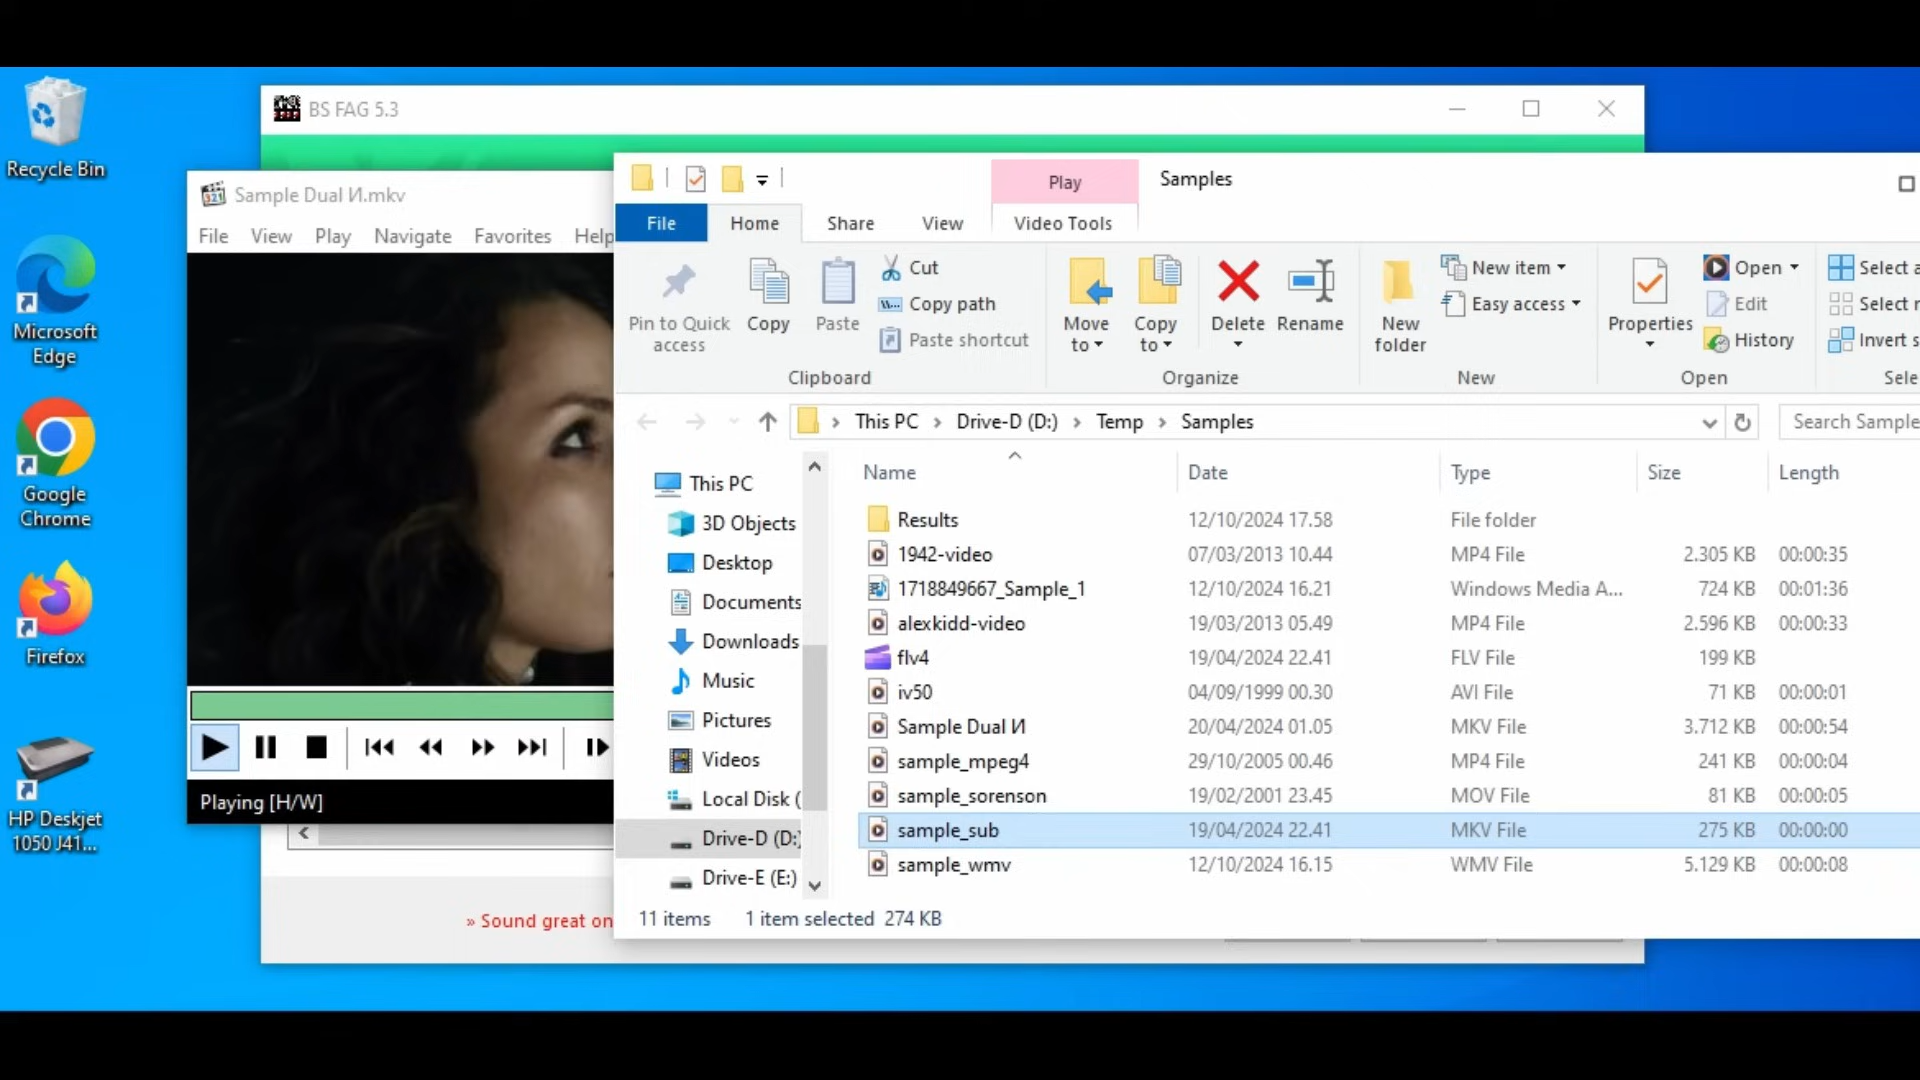 Recycle Bin
Microsoft
Edge
Google
Chrome
Firefox
HP Deskjet
1050 J41...
BS FAG 5.3
Sample Dual И.mkv
File View Play Navigate Favorites Help
Playing [H/W]
» Sound great on
Play
Samples
File Home Share View Video Tools
Pin to Quick
access
Copy
Paste
Cut
Copy path
Paste shortcut
Clipboard
Move
to
Copy
to
Delete
Rename
Organize
New
folder
New item
Easy access
New
Properties
Open
Edit
History
Open
Select a
Select
Invert s
Sele
This PC › Drive-D (D:) › Temp › Samples
Search Sample
This PC
3D Objects
Desktop
Documents
Downloads
Music
Pictures
Videos
Local Disk (
Drive-D (D:)
Drive-E (E:)
Name Date Type Size Length
Results 12/10/2024 17.58 File folder
1942-video 07/03/2013 10.44 MP4 File 2.305 KB 00:00:35
1718849667_Sample_1 12/10/2024 16.21 Windows Media A... 724 KB 00:01:36
alexkidd-video 19/03/2013 05.49 MP4 File 2.596 KB 00:00:33
flv4 19/04/2024 22.41 FLV File 199 KB
iv50 04/09/1999 00.30 AVI File 71 KB 00:00:01
Sample Dual И 20/04/2024 01.05 MKV File 3.712 KB 00:00:54
sample_mpeg4 29/10/2005 00.46 MP4 File 241 KB 00:00:04
sample_sorenson 19/02/2001 23.45 MOV File 81 KB 00:00:05
sample_sub 19/04/2024 22.41 MKV File 275 KB 00:00:00
sample_wmv 12/10/2024 16.15 WMV File 5.129 KB 00:00:08
11 items 1 item selected 274 KB